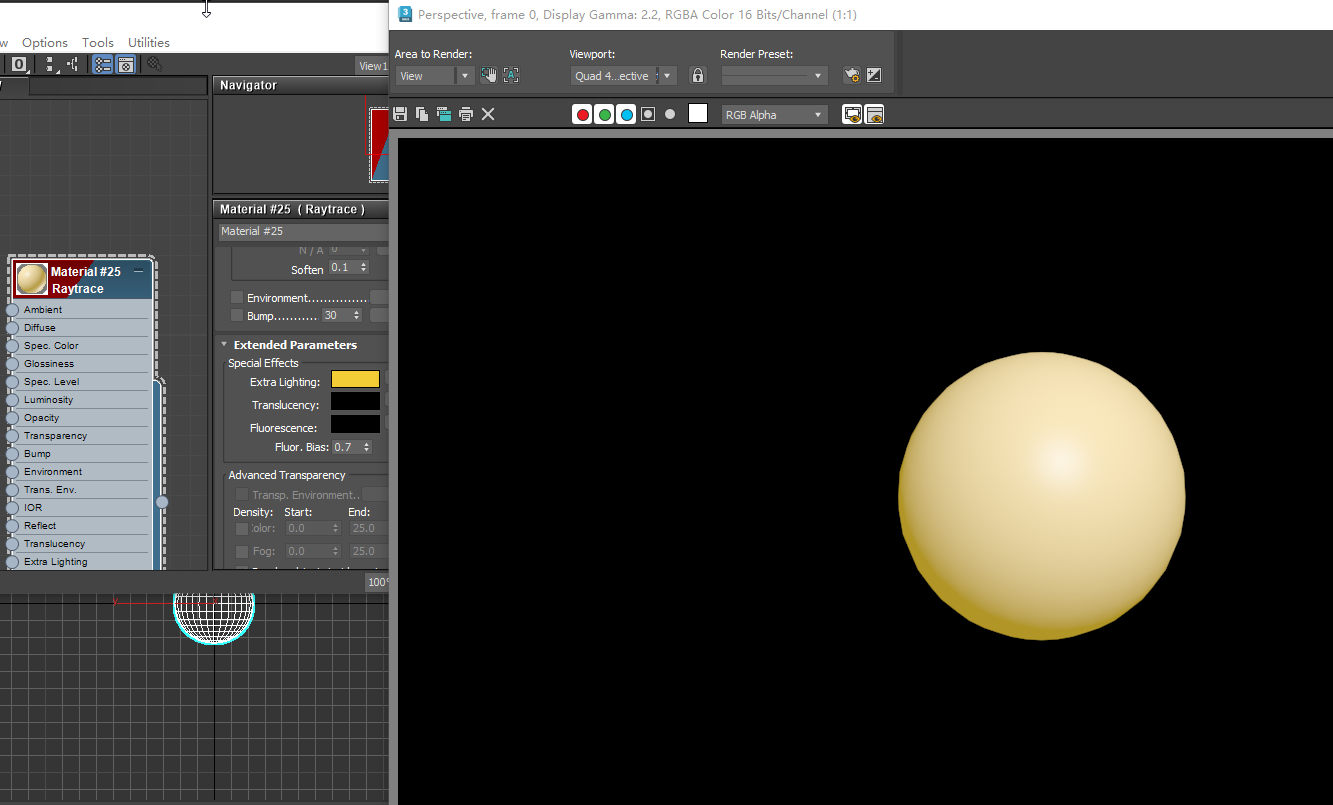 Perspective, frame 0, Display Gamma: 2.2, RGBA Color 16 Bits/Channel (1:1)
w Options Tools Utilities
Area to Render:
Viewport:
Render Preset:
View
Quad 4...ective
View1
Navigator
RGB Alpha
Material #25 ( Raytrace )
Material #25
N / A 0
Soften 0.1
Environment
Bump 30
Extended Parameters
Special Effects
Extra Lighting:
Translucency:
Fluorescence:
Fluor. Bias: 0.7
Advanced Transparency
Transp. Environment..
Density: Start: End:
Color: 0.0 25.0
Fog: 0.0 25.0
Material #25
Raytrace
Ambient
Diffuse
Spec. Color
Glossiness
Spec. Level
Luminosity
Opacity
Transparency
Bump
Environment
Trans. Env.
IOR
Reflect
Translucency
Extra Lighting
100%